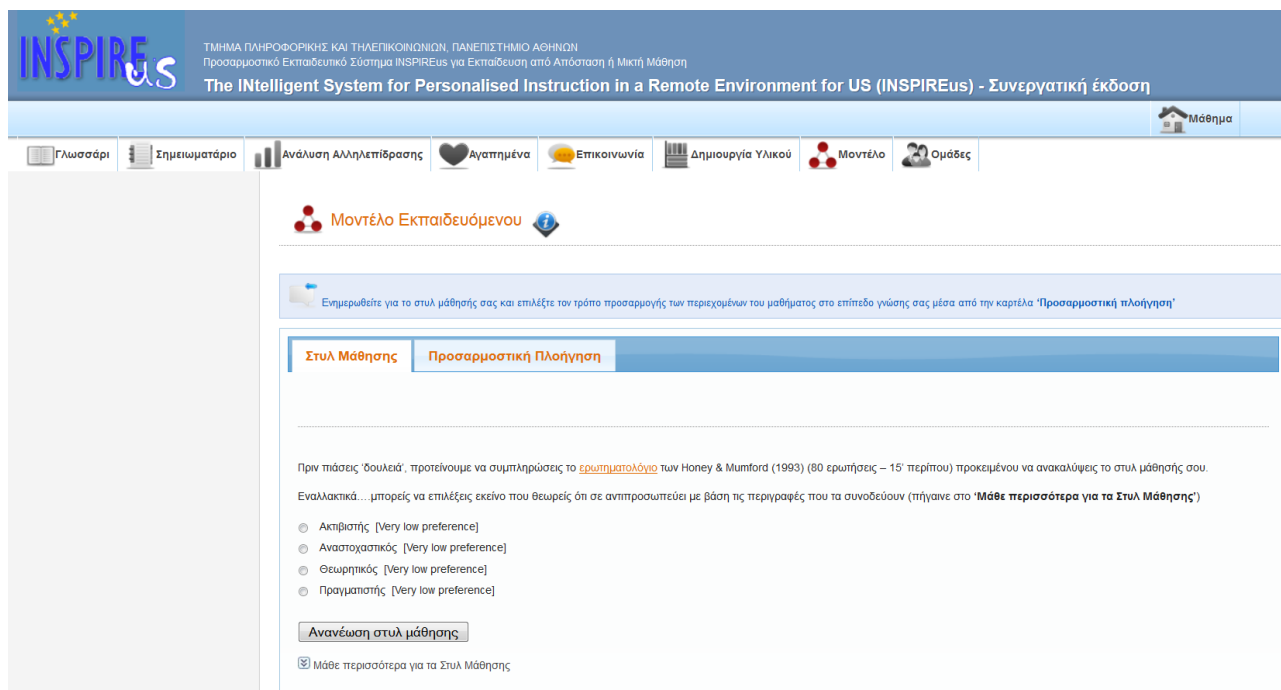 INSPIREus
ΤΜΗΜΑ ΠΛΗΡΟΦΟΡΙΚΗΣ ΚΑΙ ΤΗΛΕΠΙΚΟΙΝΩΝΙΩΝ, ΠΑΝΕΠΙΣΤΗΜΙΟ ΑΘΗΝΩΝ
Προσαρμοστικό Εκπαιδευτικό Σύστημα INSPIREus για Εκπαίδευση από Απόσταση ή Μικτή Μάθηση
The INtelligent System for Personalised Instruction in a Remote Environment for US (INSPIREus) - Συνεργατική έκδοση
Μάθημα
Γλωσσάρι Σημειωματάριο Ανάλυση Αλληλεπίδρασης Αγαπημένα Επικοινωνία Δημιουργία Υλικού Μοντέλο Ομάδες
Μοντέλο Εκπαιδευόμενου
Ενημερωθείτε για το στυλ μάθησής σας και επιλέξτε τον τρόπο προσαρμογής των περιεχομένων του μαθήματος στο επίπεδο γνώσης σας μέσα από την καρτέλα 'Προσαρμοστική πλοήγηση'
Στυλ Μάθησης Προσαρμοστική Πλοήγηση
Πριν πιάσεις 'δουλειά', προτείνουμε να συμπληρώσεις το ερωτηματολόγιο των Honey & Mumford (1993) (80 ερωτήσεις – 15' περίπου) προκειμένου να ανακαλύψεις το στυλ μάθησής σου.
Εναλλακτικά….μπορείς να επιλέξεις εκείνο που θεωρείς ότι σε αντιπροσωπεύει με βάση τις περιγραφές που τα συνοδεύουν (πήγαινε στο 'Μάθε περισσότερα για τα Στυλ Μάθησης')
Ακτιβιστής [Very low preference]
Αναστοχαστικός [Very low preference]
Θεωρητικός [Very low preference]
Πραγματιστής [Very low preference]
Ανανέωση στυλ μάθησης
Μάθε περισσότερα για τα Στυλ Μάθησης